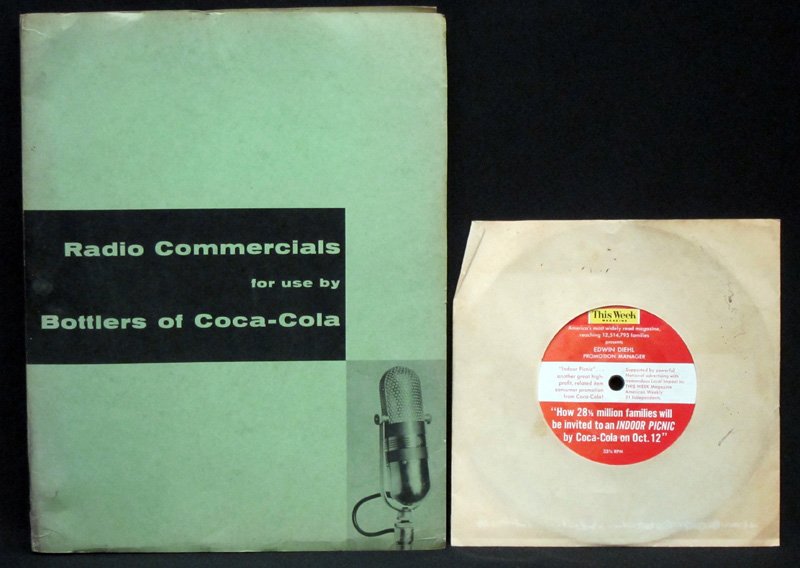 Radio Commercials
for use by
Bottlers of Coca-Cola
This Week
MAGAZINE
America's most widely read magazine,
reaching 12,514,795 families
presents
EDWIN DIEHL
PROMOTION MANAGER
"Indoor Picnic" . . .
another great high-
profit, related item
consumer promotion
from Coca-Cola!
Supported by powerful
National advertising with
tremendous Local Impact in:
THIS WEEK Magazine
American Weekly
21 Independents
"How 28½ million families will
be invited to an INDOOR PICNIC
by Coca-Cola on Oct. 12"
33⅓ RPM